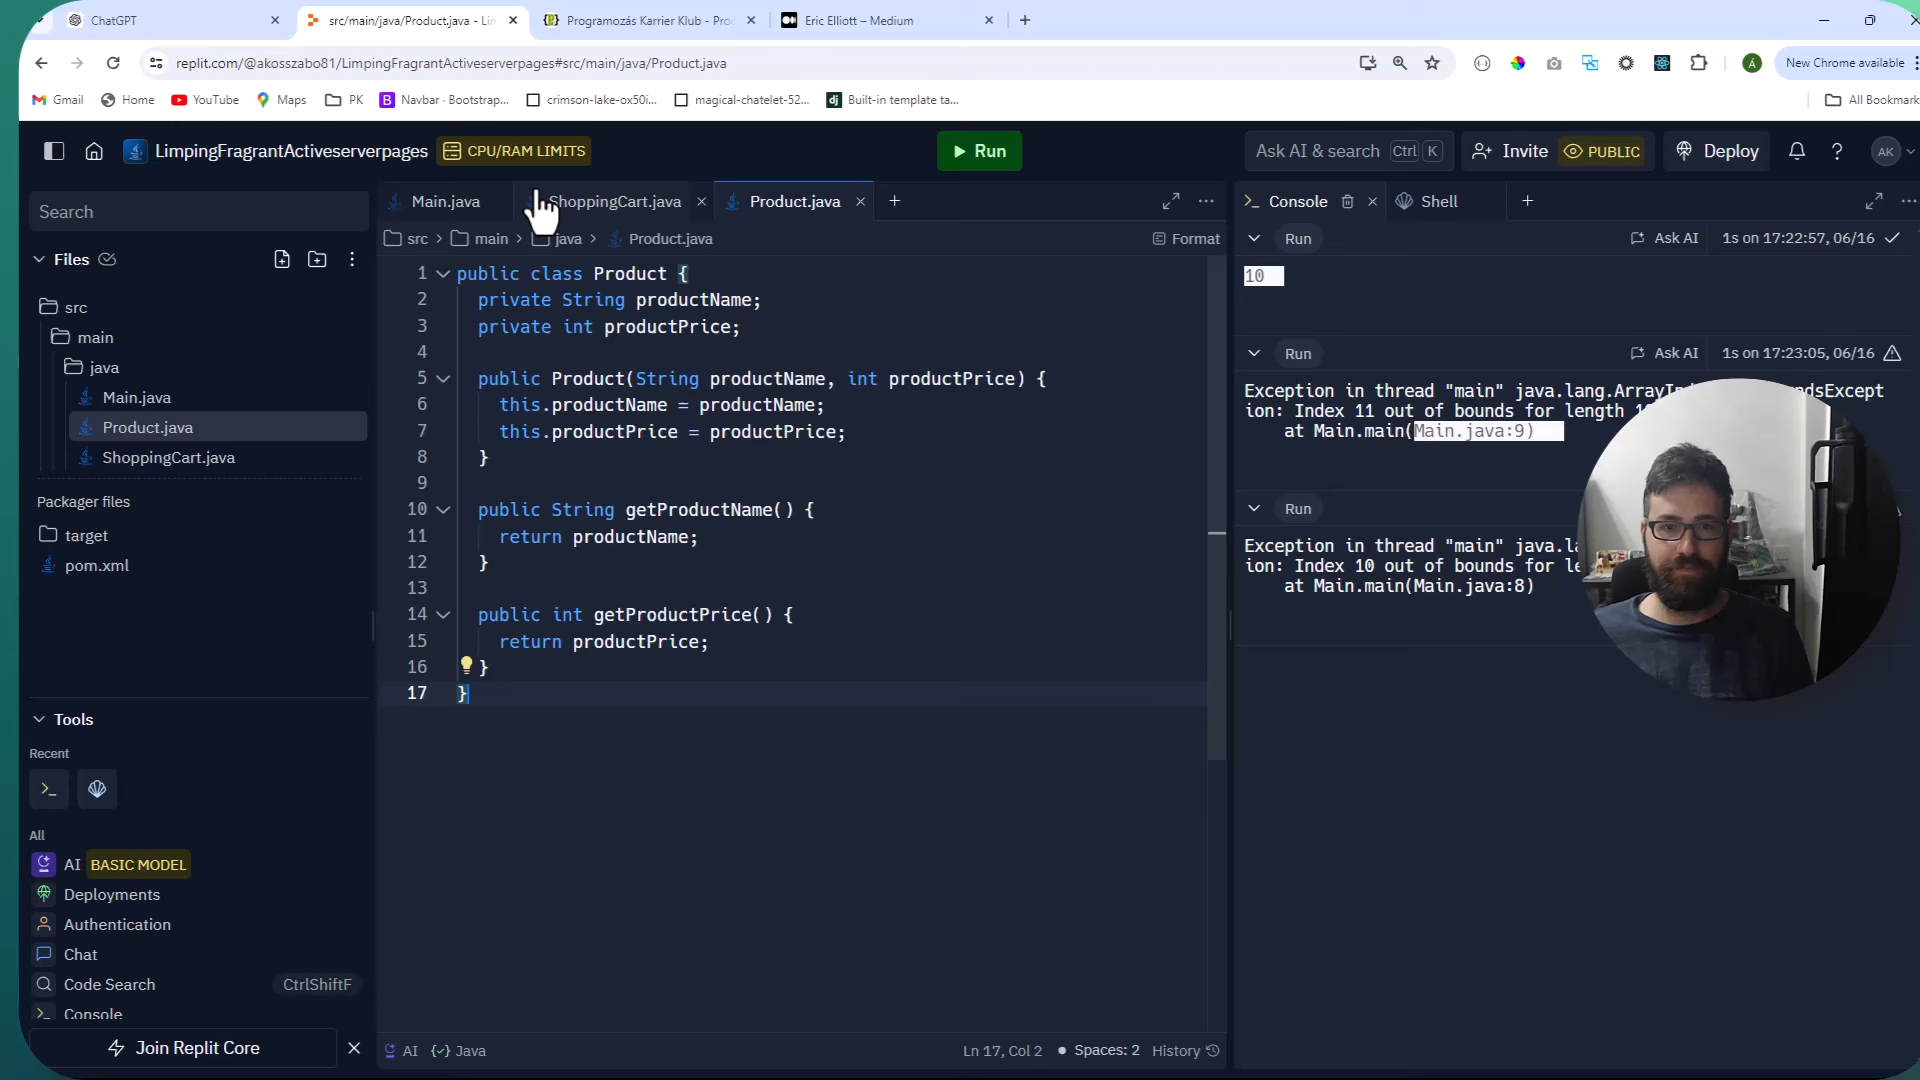 ChatGPT
src/main/java/Product.java - Lin
Programozás Karrier Klub - Pro
Eric Elliott – Medium
replit.com/@akosszabo81/LimpingFragrantActiveserverpages#src/main/java/Product.java
New Chrome available
Gmail
Home
YouTube
Maps
PK
Navbar · Bootstrap...
crimson-lake-ox50i...
magical-chatelet-52...
Built-in template ta...
All Bookmark
LimpingFragrantActiveserverpages
CPU/RAM LIMITS
Run
Ask AI & search Ctrl K
Invite
PUBLIC
Deploy
AK
Search
Files
src
main
java
Main.java
Product.java
ShoppingCart.java
Packager files
target
pom.xml
Tools
Recent
All
AI BASIC MODEL
Deployments
Authentication
Chat
Code Search CtrlShiftF
Console
Join Replit Core
Main.java
ShoppingCart.java
Product.java
src > main > java > Product.java
Format
1 public class Product {
2 private String productName;
3 private int productPrice;
4
5 public Product(String productName, int productPrice) {
6 this.productName = productName;
7 this.productPrice = productPrice;
8 }
9
10 public String getProductName() {
11 return productName;
12 }
13
14 public int getProductPrice() {
15 return productPrice;
16 }
17 }
AI
Java
Ln 17, Col 2
Spaces: 2
History
Console
Shell
Run
Ask AI
1s on 17:22:57, 06/16
10
Run
Ask AI
1s on 17:23:05, 06/16
Exception in thread "main" java.lang.ArrayInd dsExcept
ion: Index 11 out of bounds for length
at Main.main(Main.java:9)
Run
Exception in thread "main" java.la
ion: Index 10 out of bounds for le
at Main.main(Main.java:8)